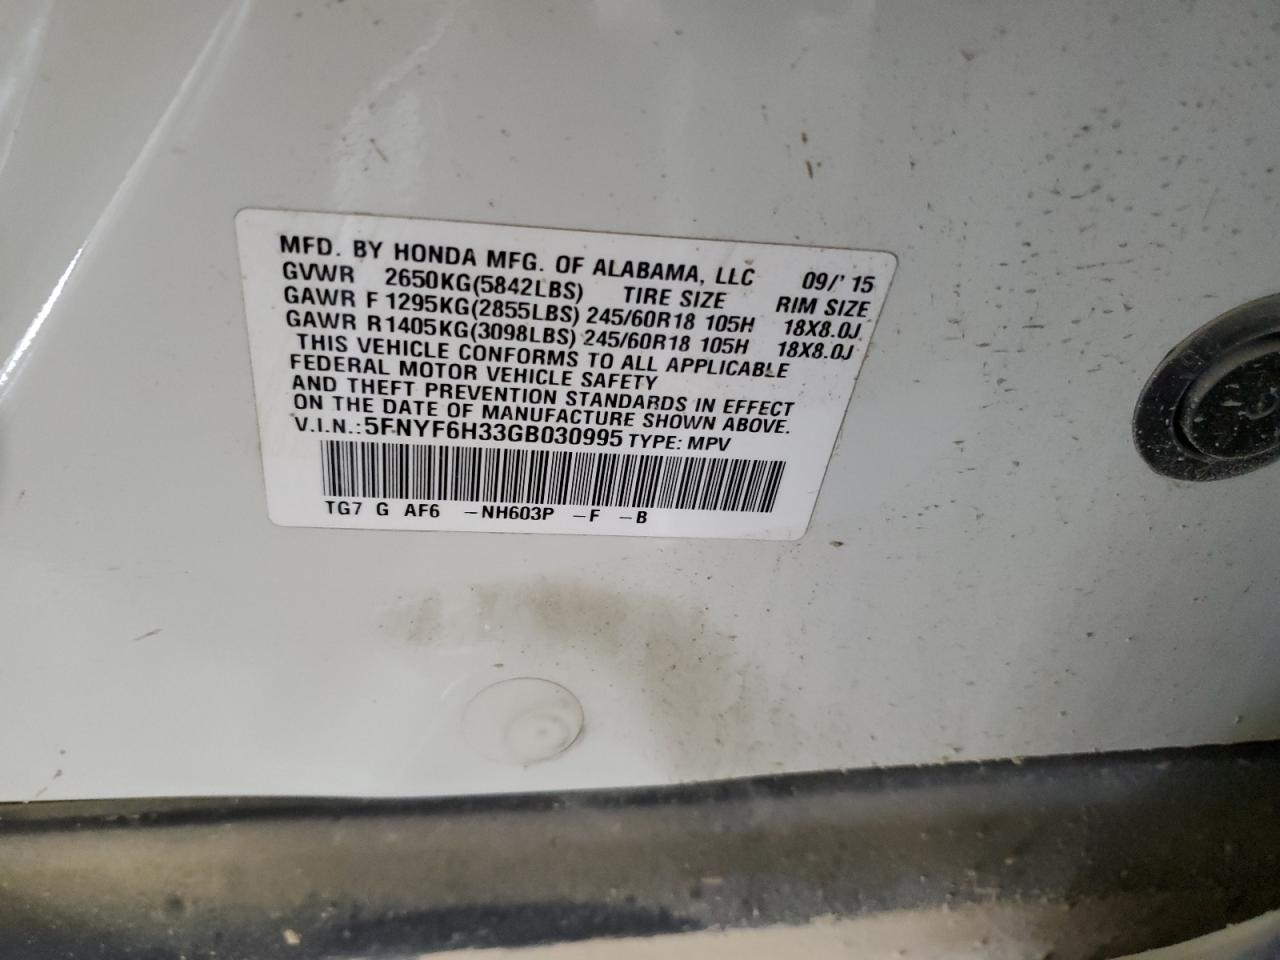 MFD. BY HONDA MFG. OF ALABAMA, LLC 09/' 15
GVWR 2650KG(5842LBS) TIRE SIZE RIM SIZE
GAWR F 1295KG(2855LBS) 245/60R18 105H 18X8.0J
GAWR R 1405KG(3098LBS) 245/60R18 105H 18X8.0J
THIS VEHICLE CONFORMS TO ALL APPLICABLE
FEDERAL MOTOR VEHICLE SAFETY
AND THEFT PREVENTION STANDARDS IN EFFECT
ON THE DATE OF MANUFACTURE SHOWN ABOVE.
V.I.N.:5FNYF6H33GB030995 TYPE: MPV
TG7 G AF6 -NH603P -F -B